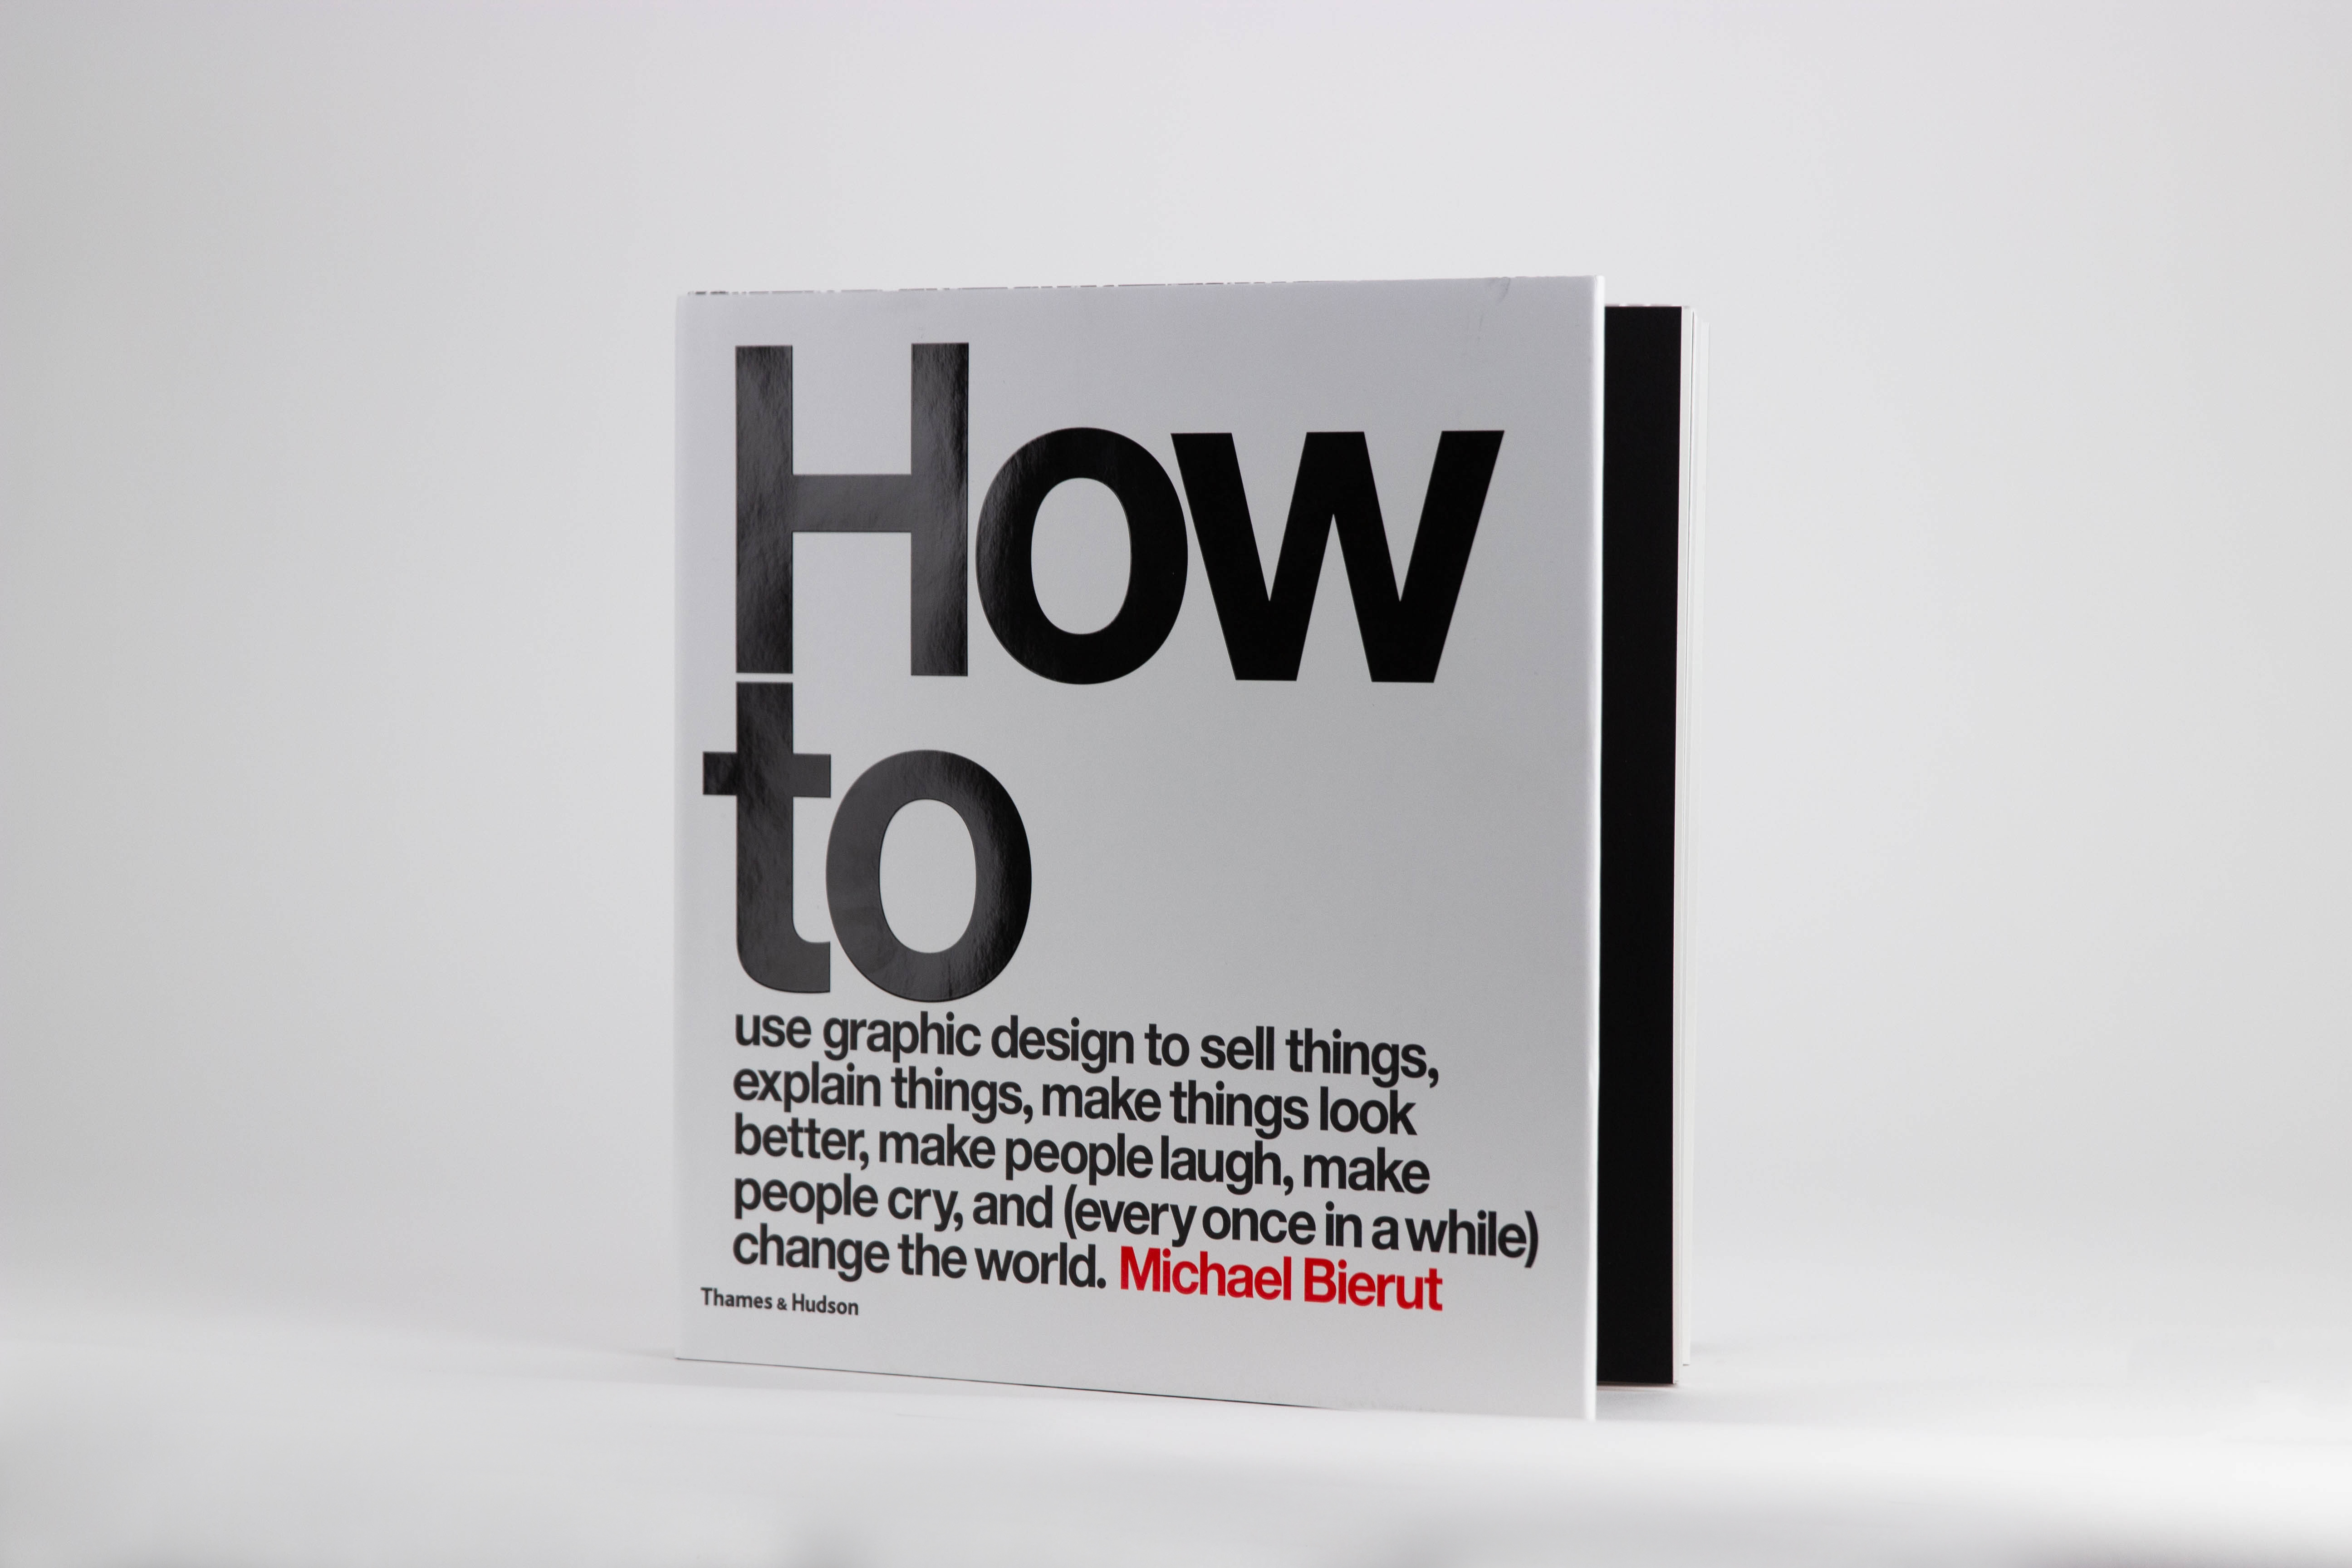 How
to
use graphic design to sell things,
explain things, make things look
better, make people laugh, make
people cry, and (every once in a while)
change the world. Michael Bierut
Thames & Hudson